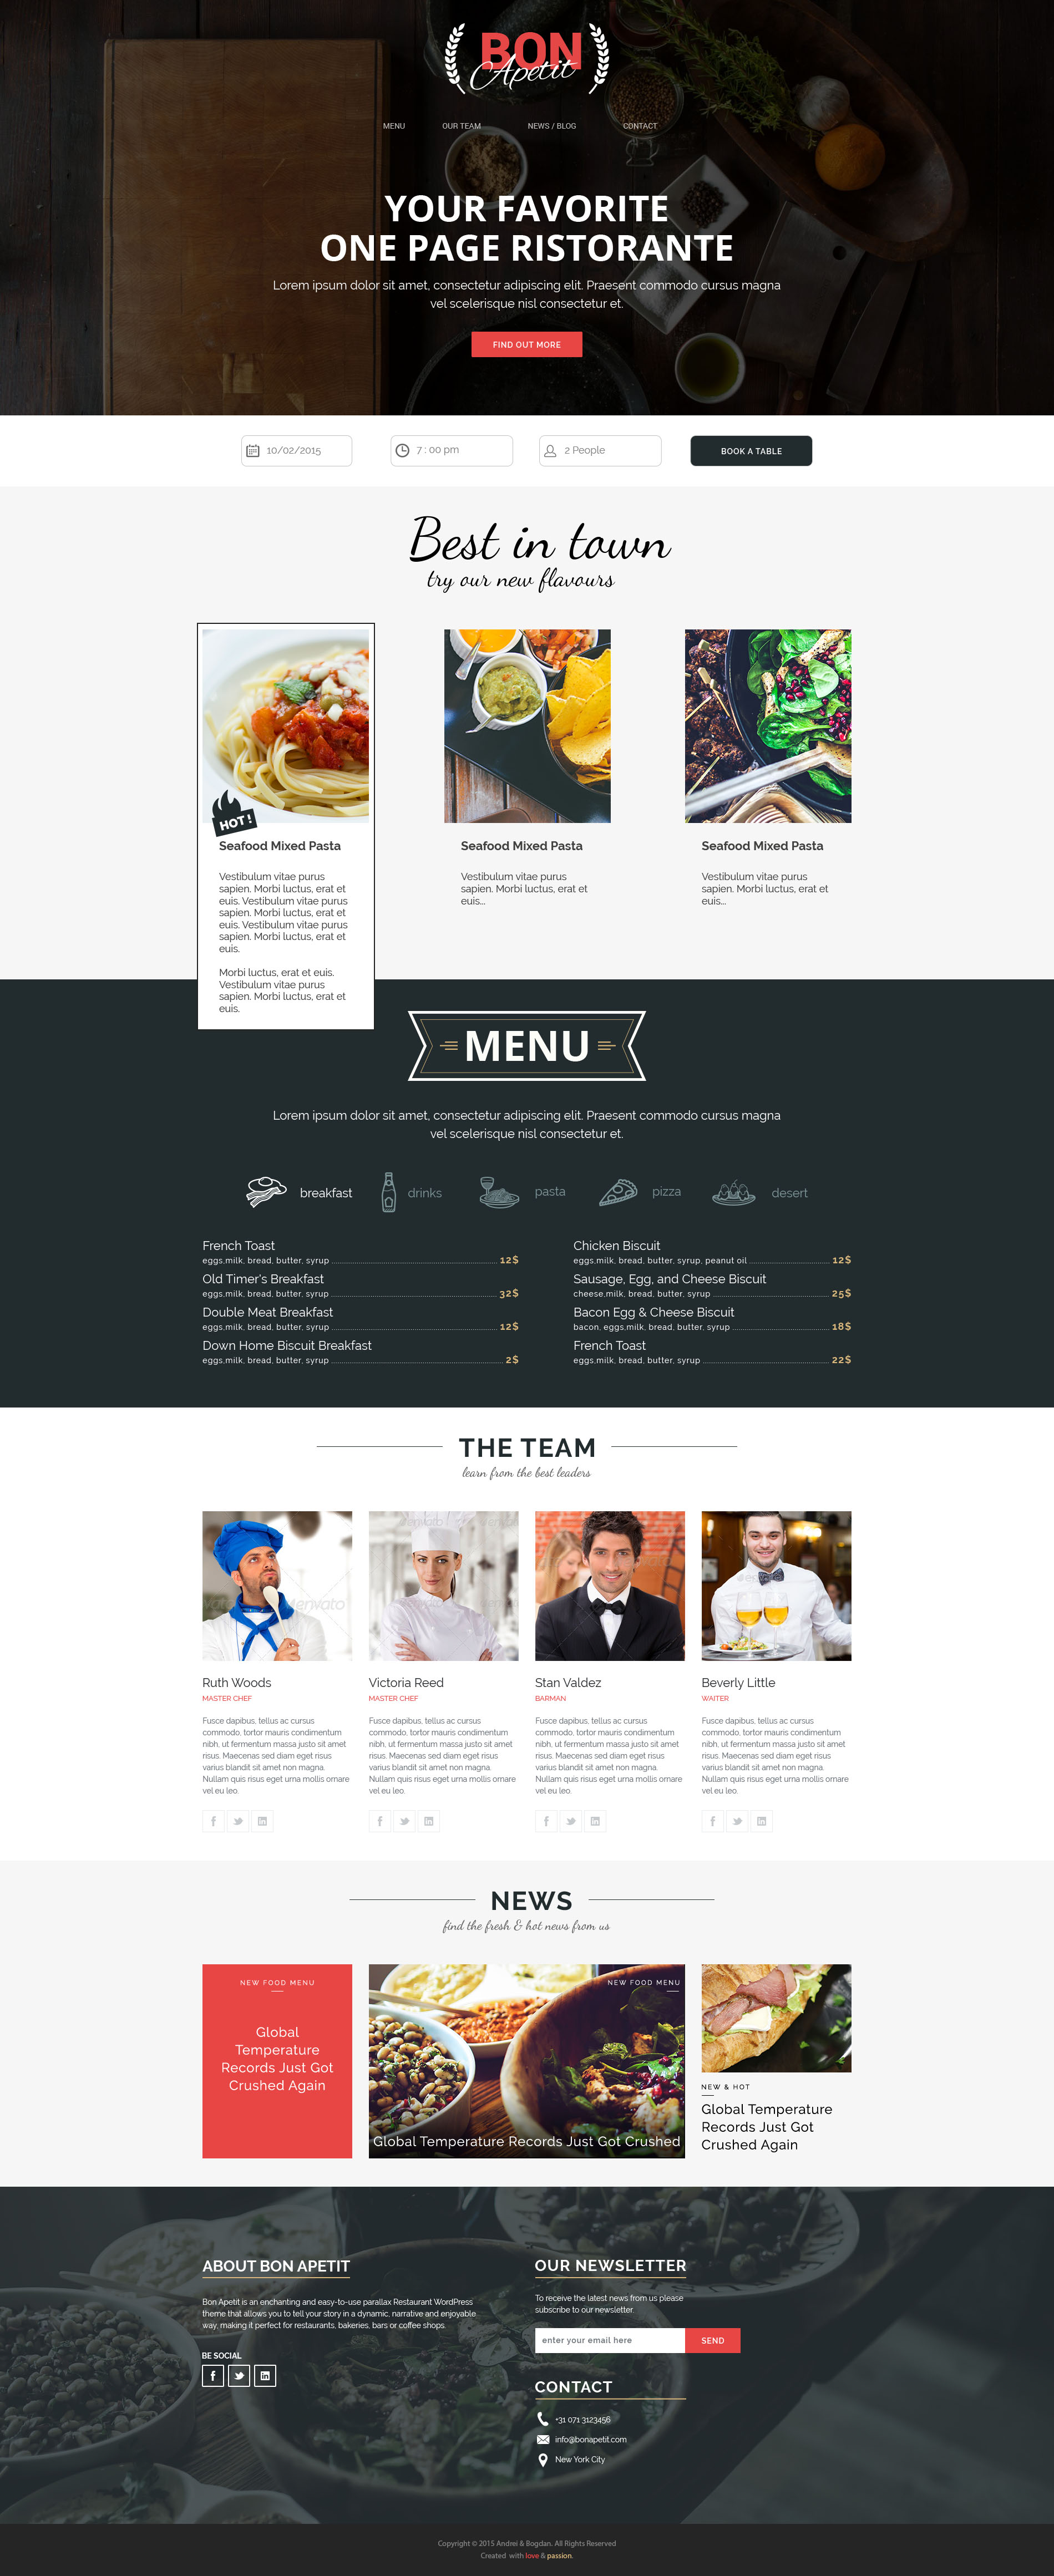 BON
Apetit
MENU OUR TEAM NEWS / BLOG CONTACT
YOUR FAVORITE
ONE PAGE RISTORANTE
Lorem ipsum dolor sit amet, consectetur adipiscing elit. Praesent commodo cursus magna
vel scelerisque nisl consectetur et.
FIND OUT MORE
10/02/2015 7 : 00 pm 2 People BOOK A TABLE
Best in town
try our new flavours
HOT !
Seafood Mixed Pasta
Vestibulum vitae purus
sapien. Morbi luctus, erat et
euis. Vestibulum vitae purus
sapien. Morbi luctus, erat et
euis. Vestibulum vitae purus
sapien. Morbi luctus, erat et
euis.
Morbi luctus, erat et euis.
Vestibulum vitae purus
sapien. Morbi luctus, erat et
euis.
Seafood Mixed Pasta
Vestibulum vitae purus
sapien. Morbi luctus, erat et
euis...
Seafood Mixed Pasta
Vestibulum vitae purus
sapien. Morbi luctus, erat et
euis...
MENU
Lorem ipsum dolor sit amet, consectetur adipiscing elit. Praesent commodo cursus magna
vel scelerisque nisl consectetur et.
breakfast drinks pasta pizza desert
French Toast
eggs,milk, bread, butter, syrup 12$
Old Timer's Breakfast
eggs,milk, bread, butter, syrup 32$
Double Meat Breakfast
eggs,milk, bread, butter, syrup 12$
Down Home Biscuit Breakfast
eggs,milk, bread, butter, syrup 2$
Chicken Biscuit
eggs,milk, bread, butter, syrup, peanut oil 12$
Sausage, Egg, and Cheese Biscuit
cheese,milk, bread, butter, syrup 25$
Bacon Egg & Cheese Biscuit
bacon, eggs,milk, bread, butter, syrup 18$
French Toast
eggs,milk, bread, butter, syrup 22$
THE TEAM
learn from the best leaders
envato
Ruth Woods
MASTER CHEF
Fusce dapibus, tellus ac cursus
commodo, tortor mauris condimentum
nibh, ut fermentum massa justo sit amet
risus. Maecenas sed diam eget risus
varius blandit sit amet non magna.
Nullam quis risus eget urna mollis ornare
vel eu leo.
Victoria Reed
MASTER CHEF
Fusce dapibus, tellus ac cursus
commodo, tortor mauris condimentum
nibh, ut fermentum massa justo sit amet
risus. Maecenas sed diam eget risus
varius blandit sit amet non magna.
Nullam quis risus eget urna mollis ornare
vel eu leo.
Stan Valdez
BARMAN
Fusce dapibus, tellus ac cursus
commodo, tortor mauris condimentum
nibh, ut fermentum massa justo sit amet
risus. Maecenas sed diam eget risus
varius blandit sit amet non magna.
Nullam quis risus eget urna mollis ornare
vel eu leo.
Beverly Little
WAITER
Fusce dapibus, tellus ac cursus
commodo, tortor mauris condimentum
nibh, ut fermentum massa justo sit amet
risus. Maecenas sed diam eget risus
varius blandit sit amet non magna.
Nullam quis risus eget urna mollis ornare
vel eu leo.
NEWS
find the fresh & hot news from us
NEW FOOD MENU
Global
Temperature
Records Just Got
Crushed Again
NEW FOOD MENU
Global Temperature Records Just Got Crushed
NEW & HOT
Global Temperature
Records Just Got
Crushed Again
ABOUT BON APETIT
Bon Apetit is an enchanting and easy-to-use parallax Restaurant WordPress
theme that allows you to tell your story in a dynamic, narrative and enjoyable
way, making it perfect for restaurants, bakeries, bars or coffee shops.
BE SOCIAL
OUR NEWSLETTER
To receive the latest news from us please
subscribe to our newsletter.
enter your email here SEND
CONTACT
+31 071 3123456
info@bonapetit.com
New York City
Copyright © 2015 Andrei & Bogdan. All Rights Reserved
Created with love & passion.